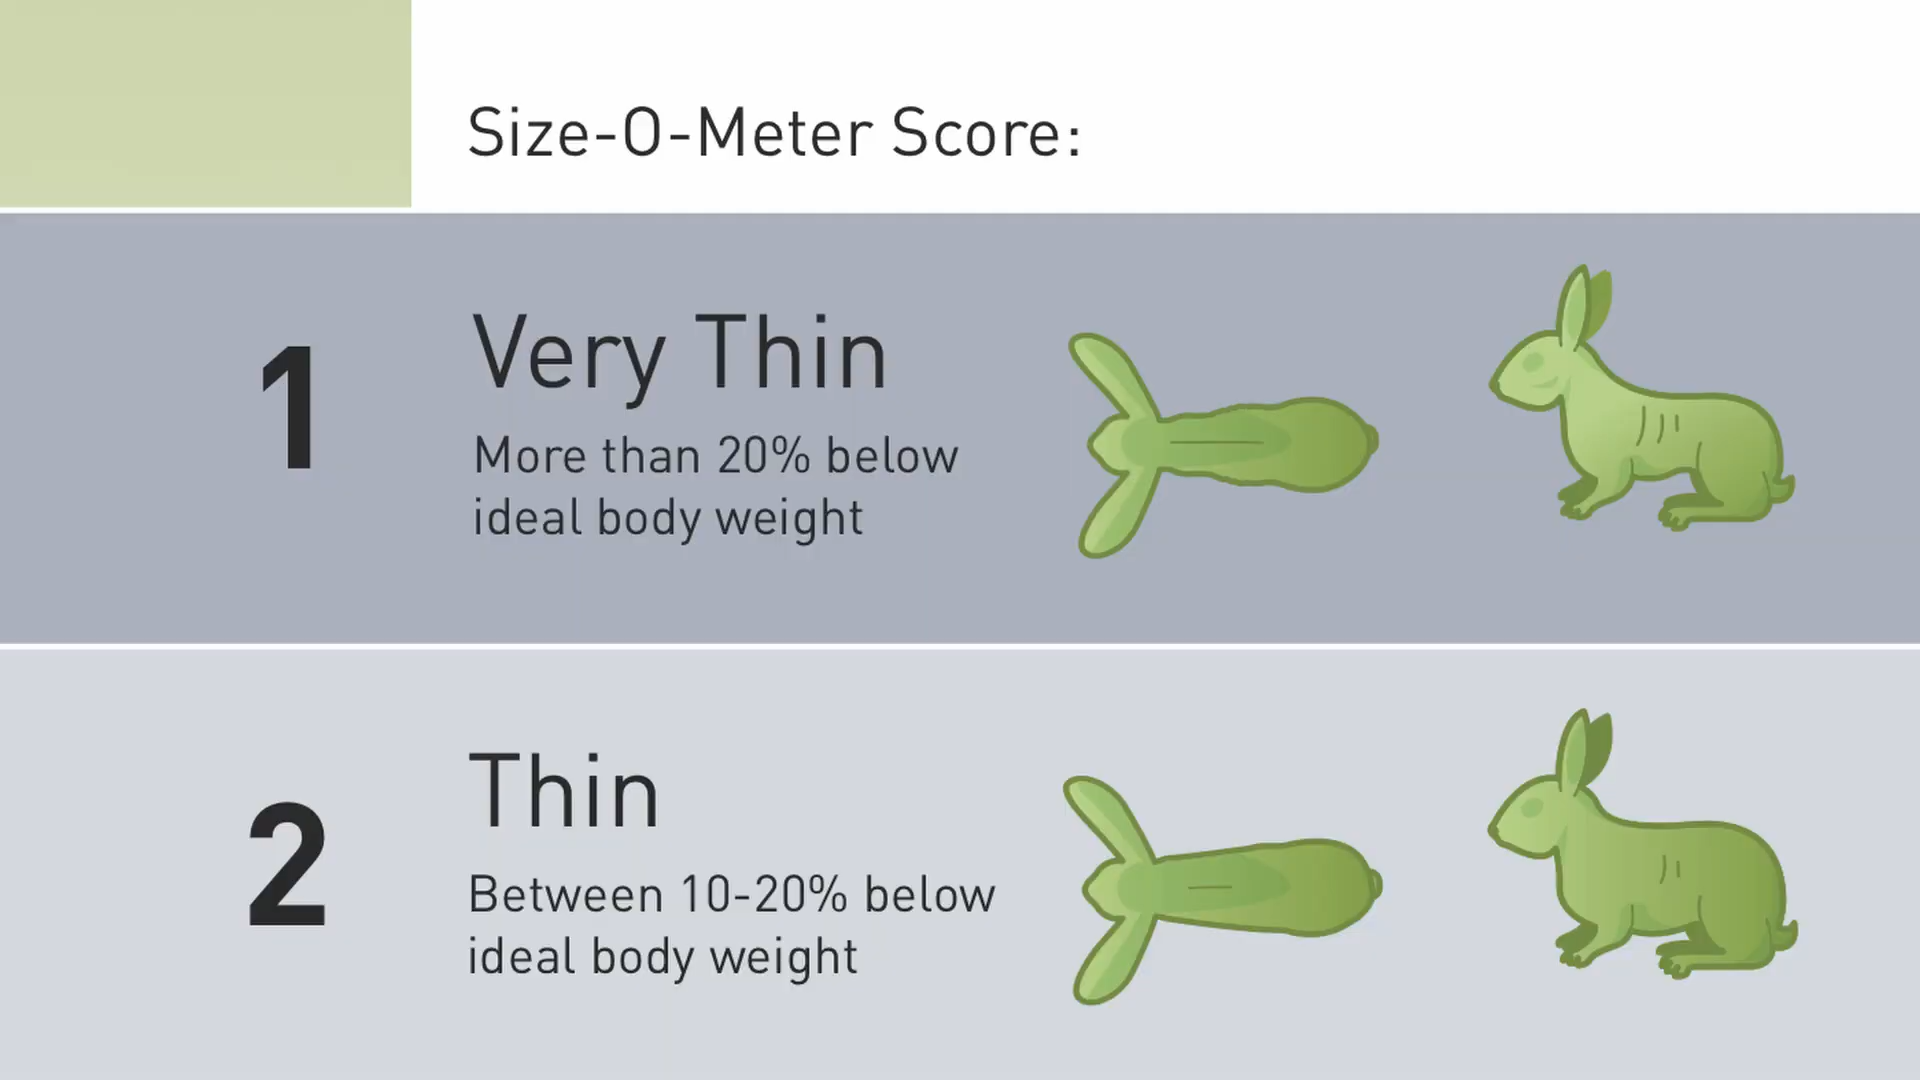 Size-O-Meter Score:
1
Very Thin
More than 20% below
ideal body weight
2
Thin
Between 10-20% below
ideal body weight